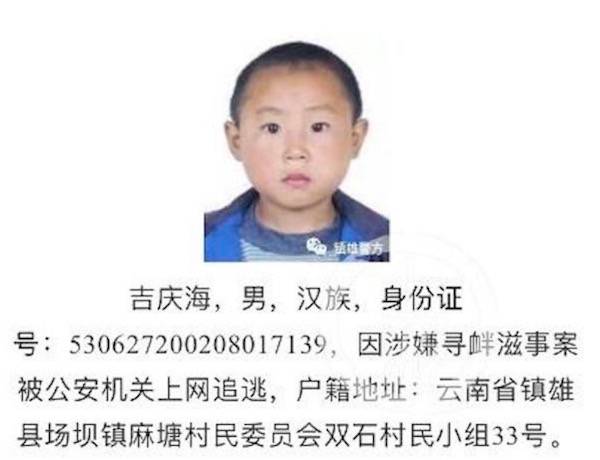 镇雄警方
吉庆海，男，汉族，身份证
号：530627200208017139，因涉嫌寻衅滋事案
被公安机关上网追逃，户籍地址：云南省镇雄
县场坝镇麻塘村民委员会双石村民小组33号。